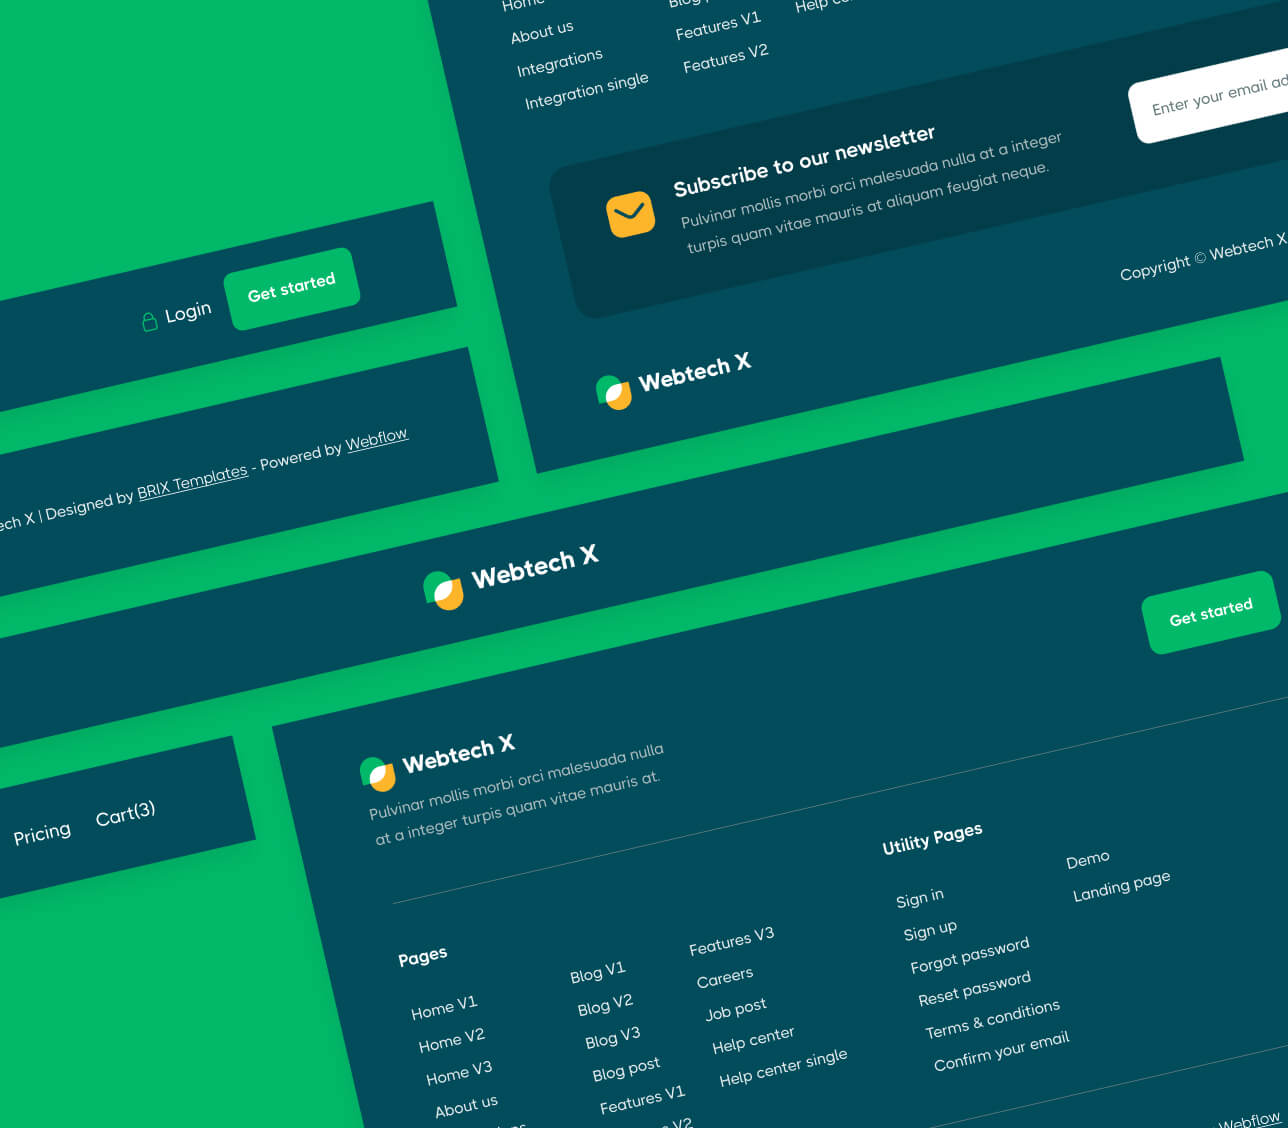 Home
About us
Integrations
Integration single
Blog
Features V1
Features V2
Help
Subscribe to our newsletter
Pulvinar mollis morbi orci malesuada nulla at a integer
turpis quam vitae mauris at aliquam feugiat neque.
Enter your email
Copyright © Webtech X
Webtech X
Login
Get started
X | Designed by BRIX Templates - Powered by Webflow
Webtech X
Pricing
Cart(3)
Get started
Webtech X
Pulvinar mollis morbi orci malesuada nulla
at a integer turpis quam vitae mauris at.
Pages
Home V1
Home V2
Home V3
About us
Blog V1
Blog V2
Blog V3
Blog post
Features V1
V2
Features V3
Careers
Job post
Help center
Help center single
Utility Pages
Sign in
Sign up
Forgot password
Reset password
Terms & conditions
Confirm your email
Demo
Landing page
Webflow